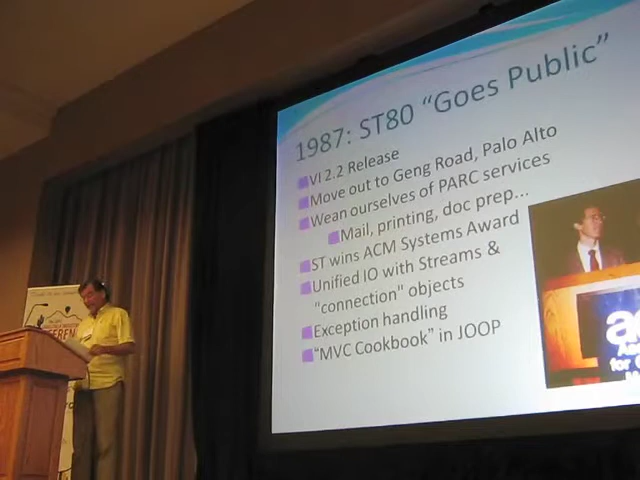 1987: ST80 “Goes Public”
VI 2.2 Release
Move out to Geng Road, Palo Alto
Wean ourselves of PARC services
Mail, printing, doc prep...
ST wins ACM Systems Award
Unified IO with Streams &
"connection" objects
Exception handling
“MVC Cookbook” in JOOP
for